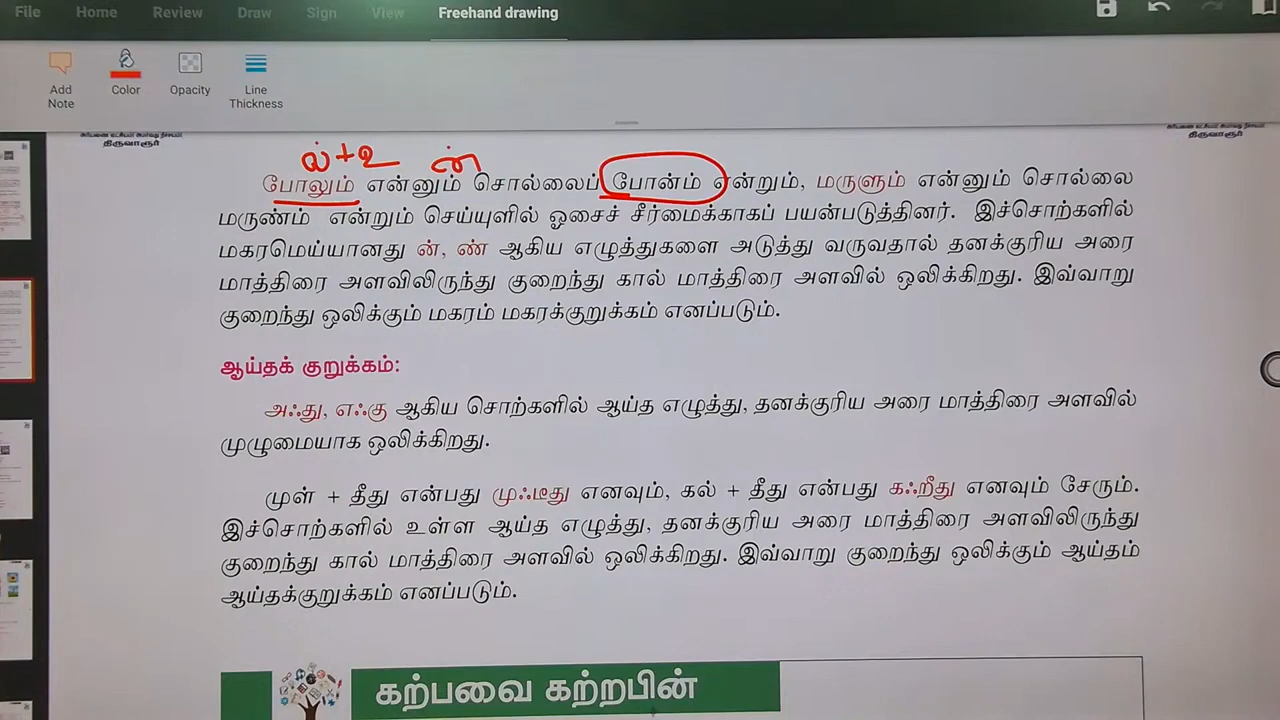 File Home Review Draw Sign View Freehand drawing
Add Note Color Opacity Line Thickness
திருவாரூர்
ல் + உ ன்
போலும் என்னும் சொல்லைப் போன்ம் என்றும், மருளும் என்னும் சொல்லை
மருண்ம் என்றும் செய்யுளில் ஓசைச் சீர்மைக்காகப் பயன்படுத்தினர். இச்சொற்களில்
மகரமெய்யானது ன், ண் ஆகிய எழுத்துகளை அடுத்து வருவதால் தனக்குரிய அரை
மாத்திரை அளவிலிருந்து குறைந்து கால் மாத்திரை அளவில் ஒலிக்கிறது. இவ்வாறு
குறைந்து ஒலிக்கும் மகரம் மகரக்குறுக்கம் எனப்படும்.
ஆய்தக் குறுக்கம்:
அஃது, எஃகு ஆகிய சொற்களில் ஆய்த எழுத்து, தனக்குரிய அரை மாத்திரை அளவில்
முழுமையாக ஒலிக்கிறது.
முள் + தீது என்பது முஃடீது எனவும், கல் + தீது என்பது கஃறீது எனவும் சேரும்.
இச்சொற்களில் உள்ள ஆய்த எழுத்து, தனக்குரிய அரை மாத்திரை அளவிலிருந்து
குறைந்து கால் மாத்திரை அளவில் ஒலிக்கிறது. இவ்வாறு குறைந்து ஒலிக்கும் ஆய்தம்
ஆய்தக்குறுக்கம் எனப்படும்.
கற்பவை கற்றபின்